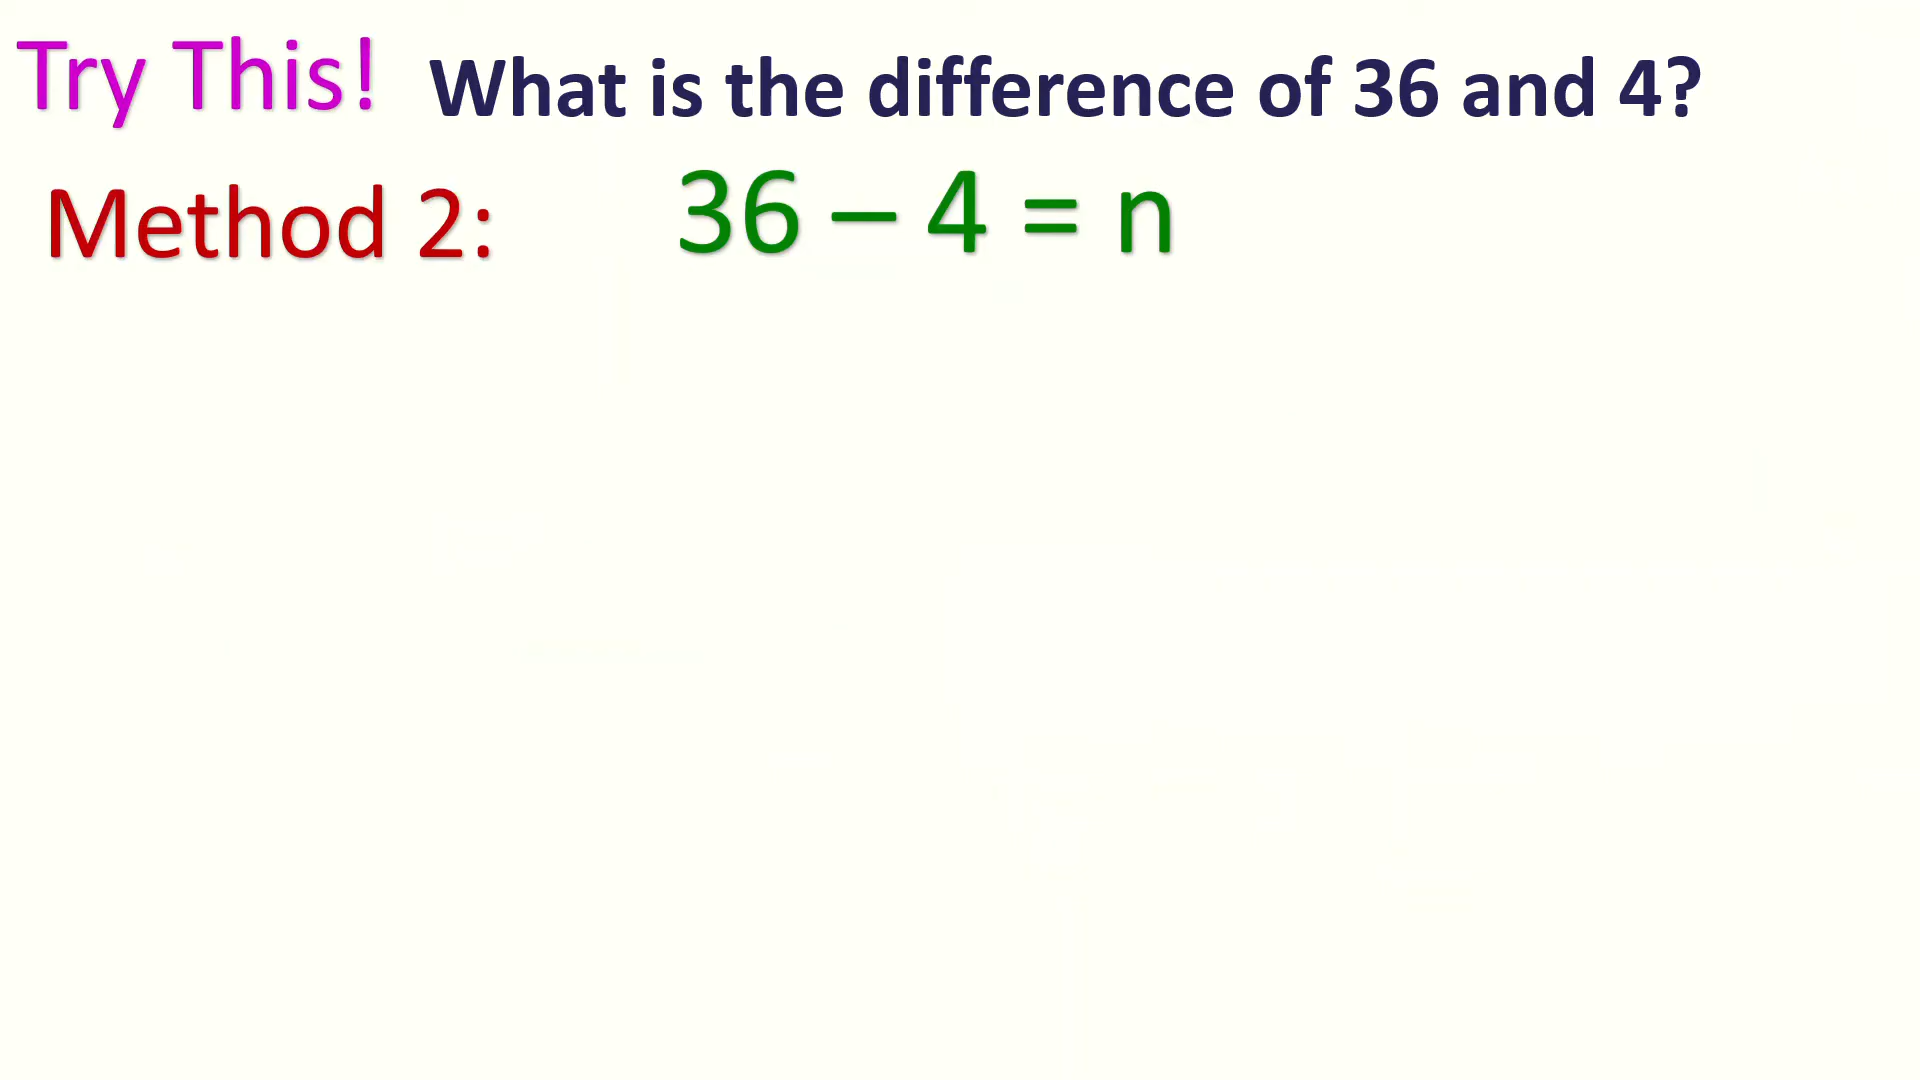 Try This! What is the difference of 36 and 4?
Method 2: 36 – 4 = n